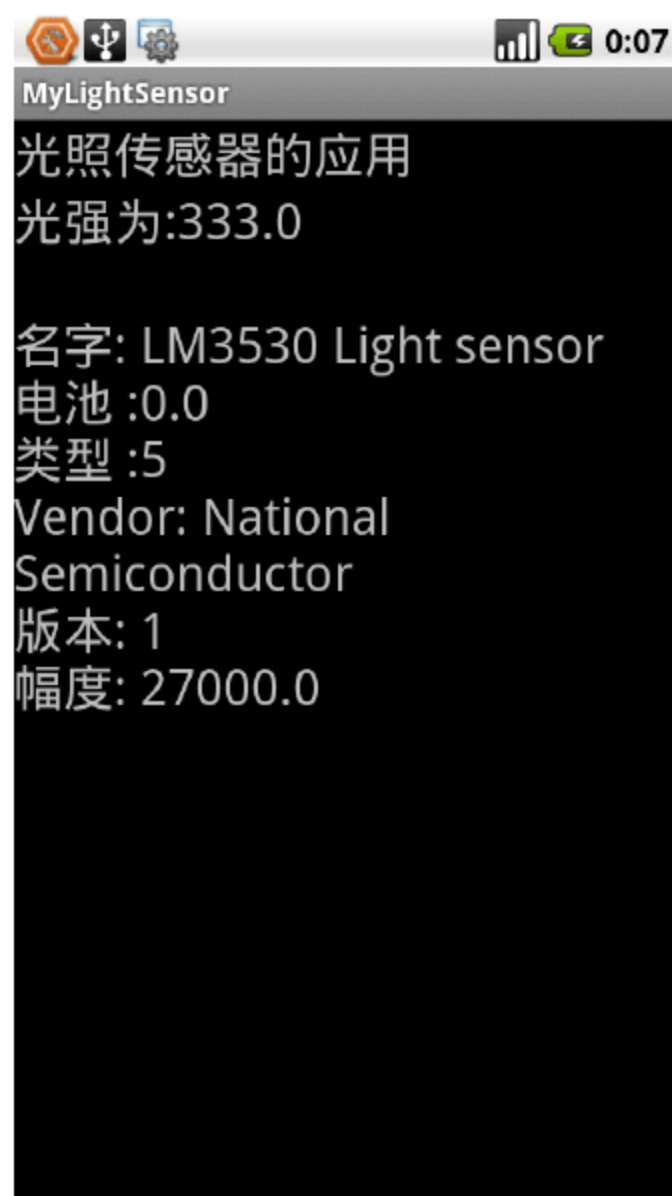 0:07
MyLightSensor
光照传感器的应用
光强为:333.0
名字: LM3530 Light sensor
电池 :0.0
类型 :5
Vendor: National
Semiconductor
版本: 1
幅度: 27000.0